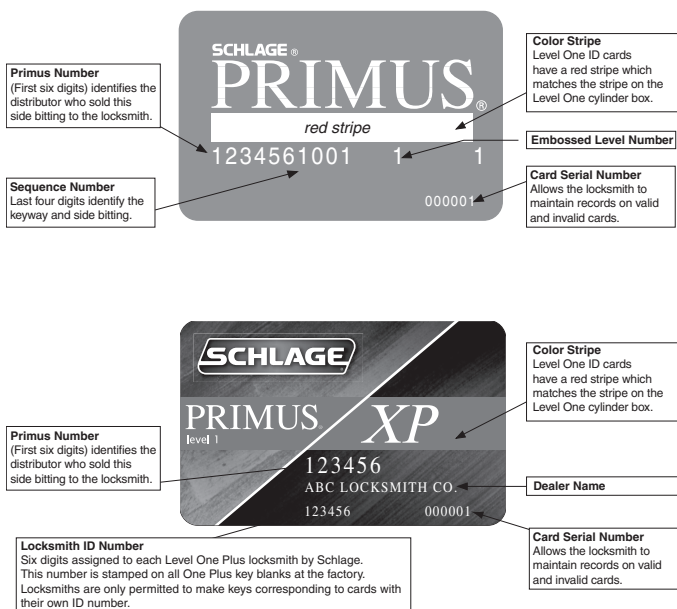 SCHLAGE®
PRIMUS®
red stripe
1234561001 1 1
000001
Primus Number
(First six digits) identifies the
distributor who sold this
side bitting to the locksmith.
Sequence Number
Last four digits identify the
keyway and side bitting.
Color Stripe
Level One ID cards
have a red stripe which
matches the stripe on the
Level One cylinder box.
Embossed Level Number
Card Serial Number
Allows the locksmith to
maintain records on valid
and invalid cards.
SCHLAGE
PRIMUS® XP
level 1
123456
ABC LOCKSMITH CO.
123456 000001
Primus Number
(First six digits) identifies the
distributor who sold this
side bitting to the locksmith.
Color Stripe
Level One ID cards
have a red stripe which
matches the stripe on the
Level One cylinder box.
Dealer Name
Card Serial Number
Allows the locksmith to
maintain records on valid
and invalid cards.
Locksmith ID Number
Six digits assigned to each Level One Plus locksmith by Schlage.
This number is stamped on all One Plus key blanks at the factory.
Locksmiths are only permitted to make keys corresponding to cards with
their own ID number.